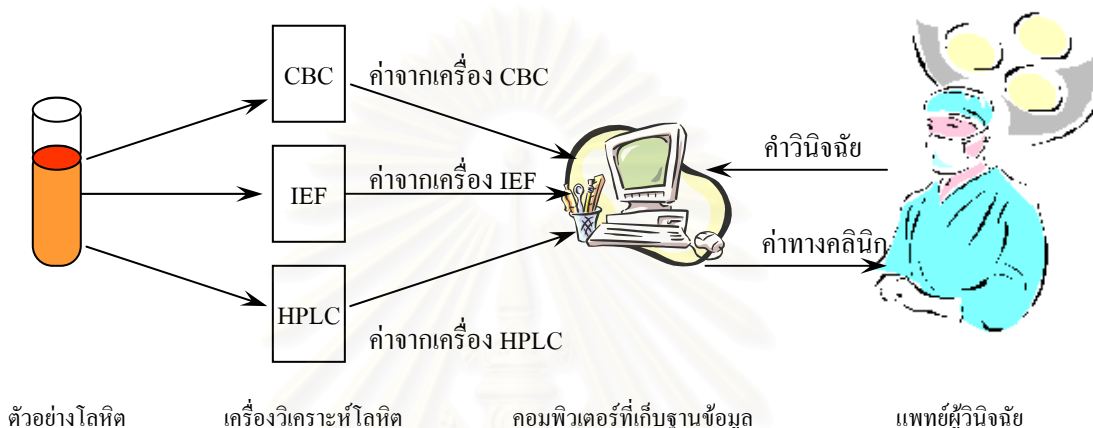 CBC
ค่าจากเครื่อง CBC
คำวินิจฉัย
IEF
ค่าจากเครื่อง IEF
ค่าทางคลินิก
HPLC
ค่าจากเครื่อง HPLC
ตัวอย่างโลหิต
เครื่องวิเคราะห์โลหิต
คอมพิวเตอร์ที่เก็บฐานข้อมูล
แพทย์ผู้วินิจฉัย